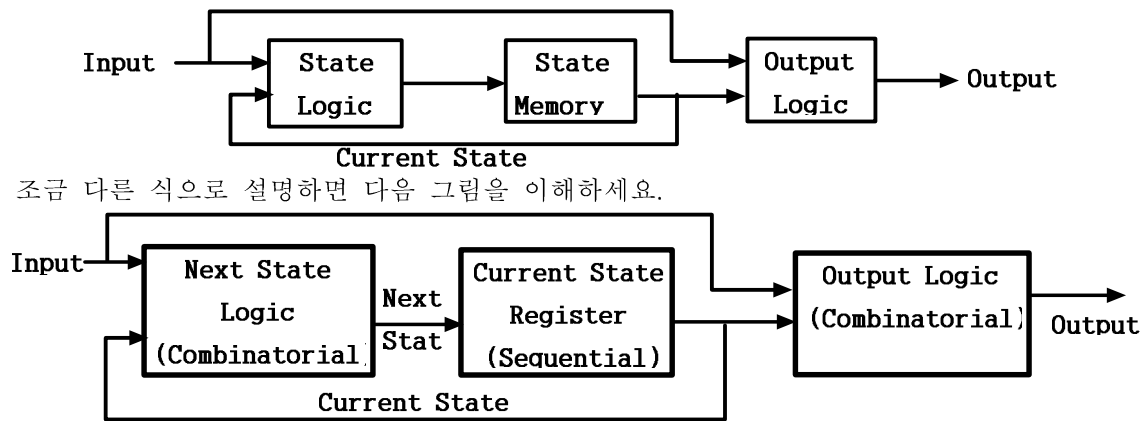 Input
State
Logic
State
Memory
Output
Logic
Output
Current State
조금 다른 식으로 설명하면 다음 그림을 이해하세요.
Input
Next State
Logic
(Combinatorial)
Next
Stat
Current State
Register
(Sequential)
Output Logic
(Combinatorial)
Output
Current State